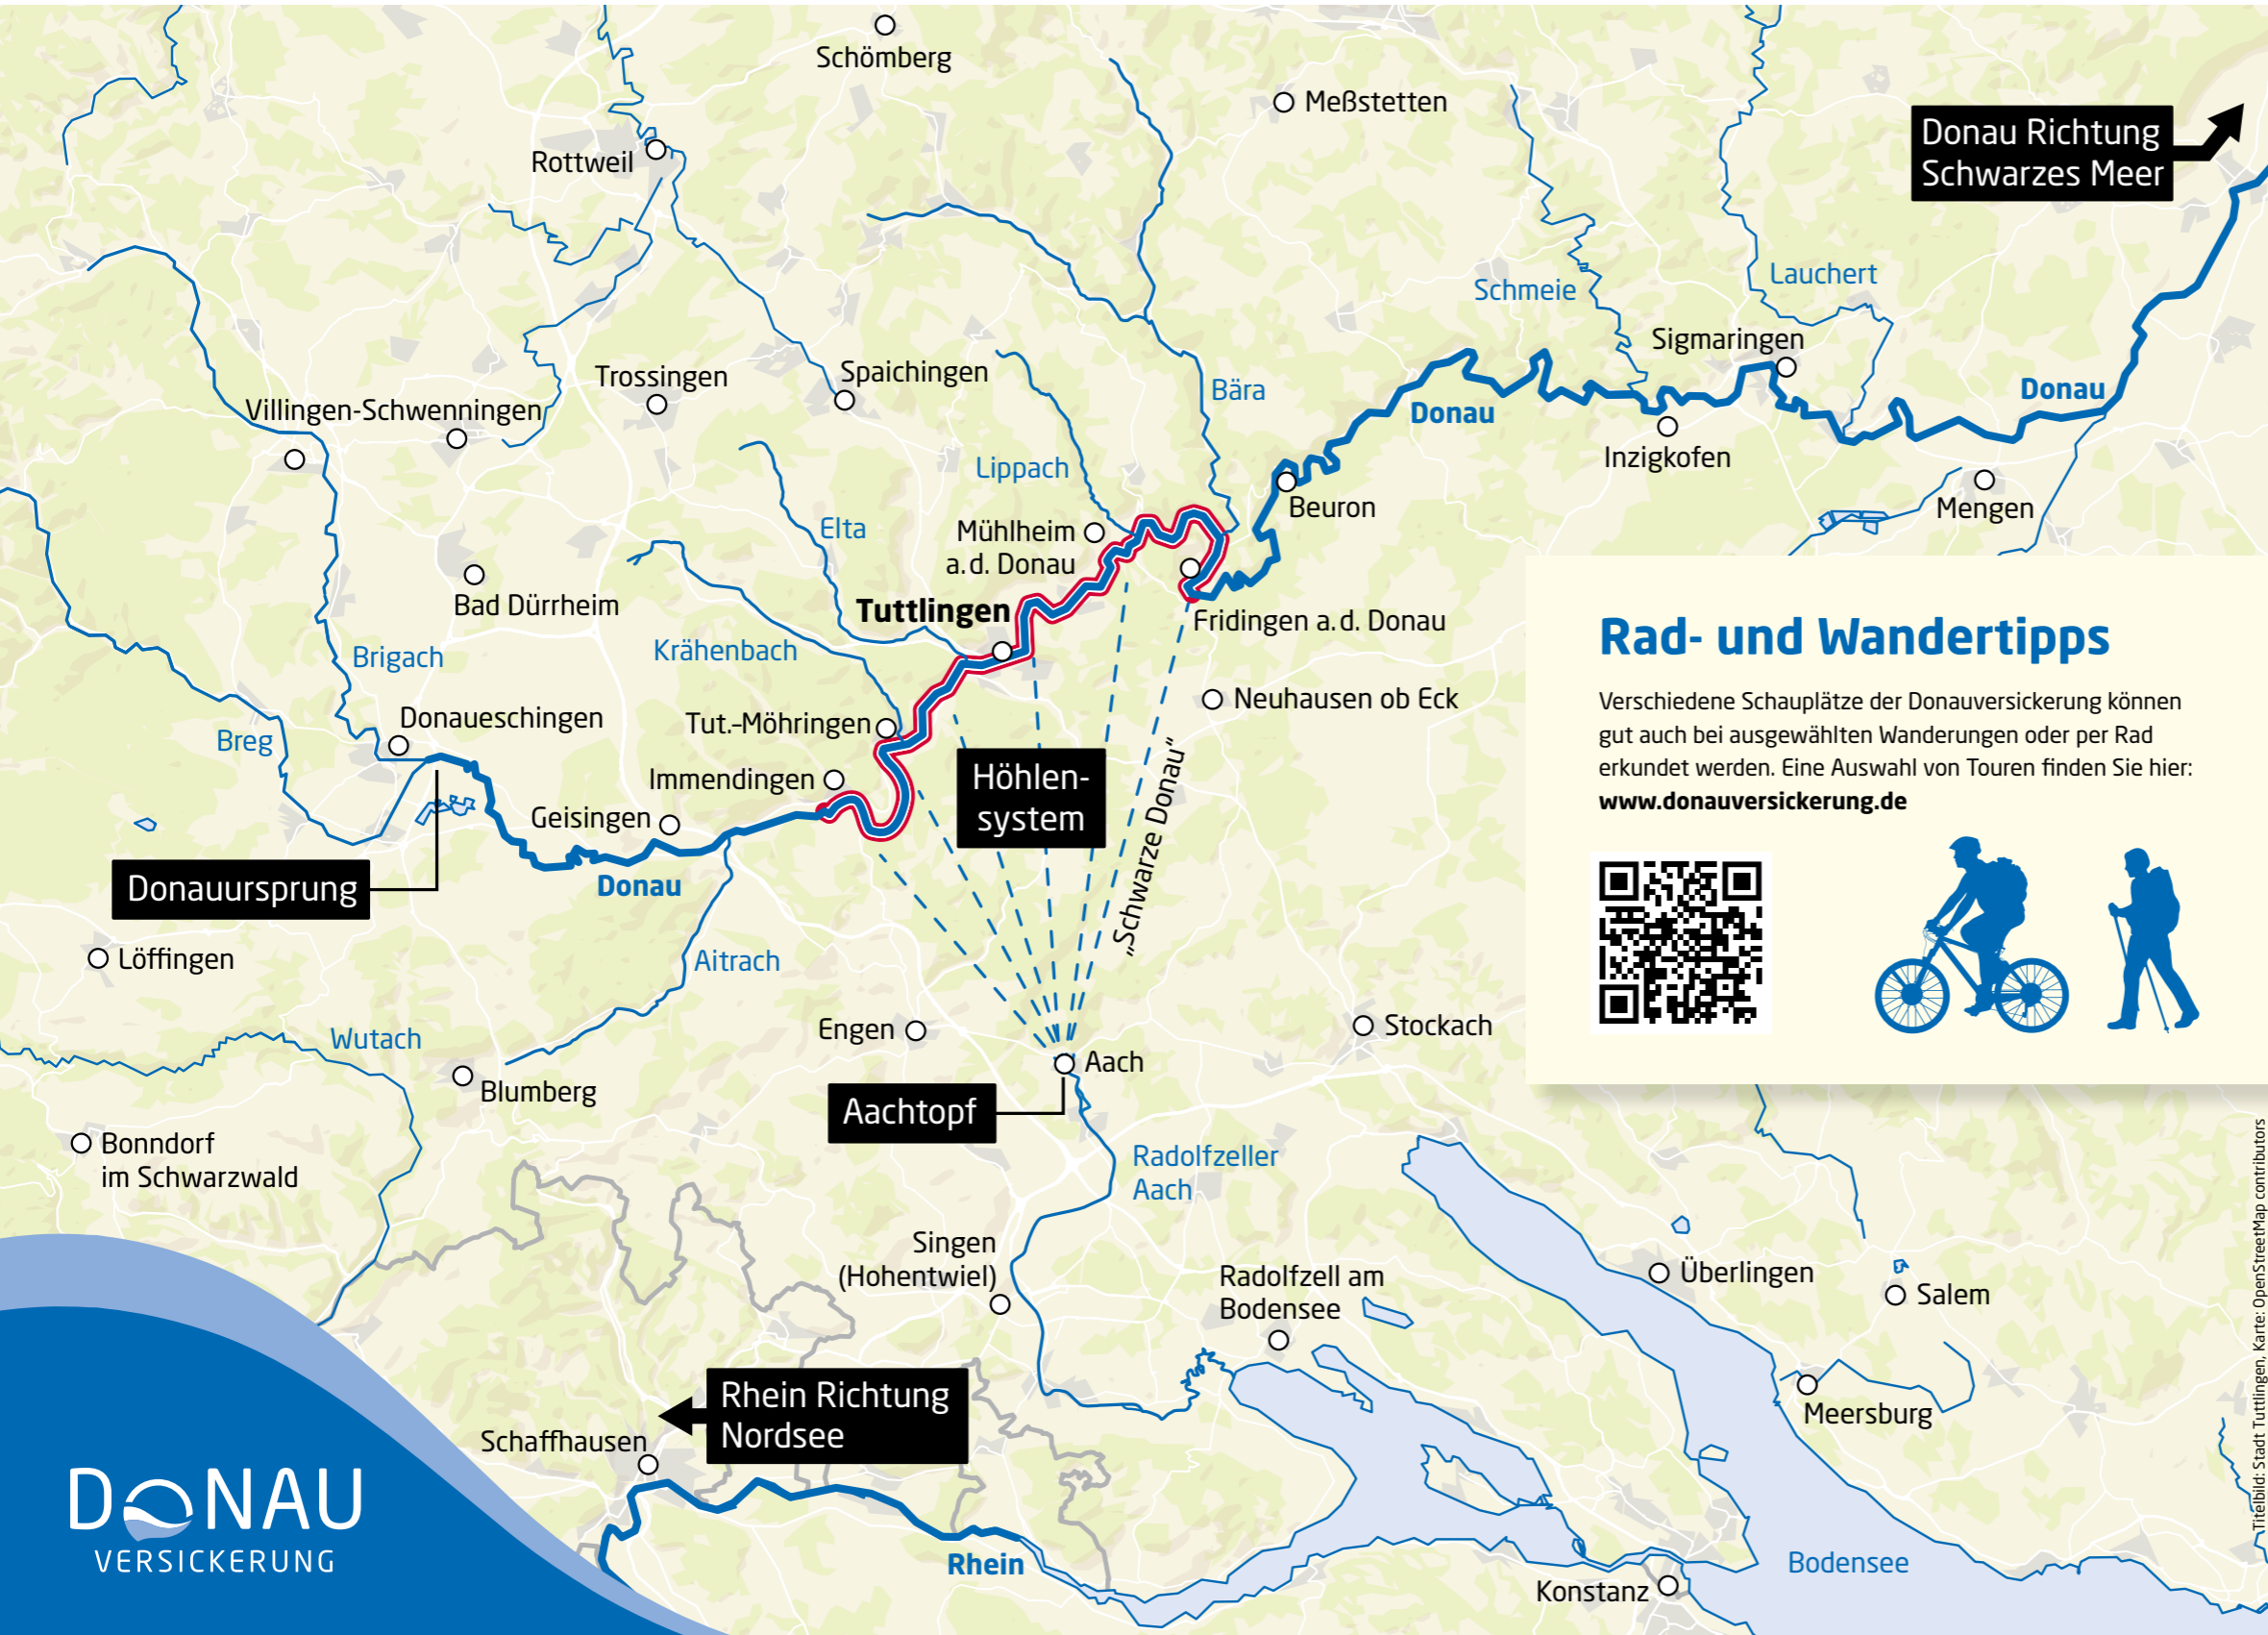 Schömberg
Meßstetten
Rottweil
Donau Richtung
Schwarzes Meer
Schmeie
Lauchert
Sigmaringen
Trossingen
Spaichingen
Villingen-Schwenningen
Bära
Donau
Donau
Inzigkofen
Lippach
Mengen
Beuron
Elta
Mühlheim
a. d. Donau
Bad Dürrheim
Tuttlingen
Fridingen a. d. Donau
Krähenbach
Brigach
Rad- und Wandertipps
Verschiedene Schauplätze der Donauversickerung können
gut auch bei ausgewählten Wanderungen oder per Rad
erkundet werden. Eine Auswahl von Touren finden Sie hier:
www.donauversickerung.de
Neuhausen ob Eck
Donaueschingen
Tut.-Möhringen
Breg
Immendingen
Höhlen-
system
„Schwarze Donau“
Geisingen
Donauursprung
Donau
Löffingen
Aitrach
Engen
Stockach
Wutach
Aach
Blumberg
Aachtopf
Bonndorf
im Schwarzwald
Radolfzeller
Aach
Singen
(Hohentwiel)
Radolfzell am
Bodensee
Überlingen
Salem
Rhein Richtung
Nordsee
Meersburg
Schaffhausen
DONAU
VERSICKERUNG
Rhein
Konstanz
Bodensee
Titelbild: Stadt Tuttlingen, Karte: OpenStreetMap contributors